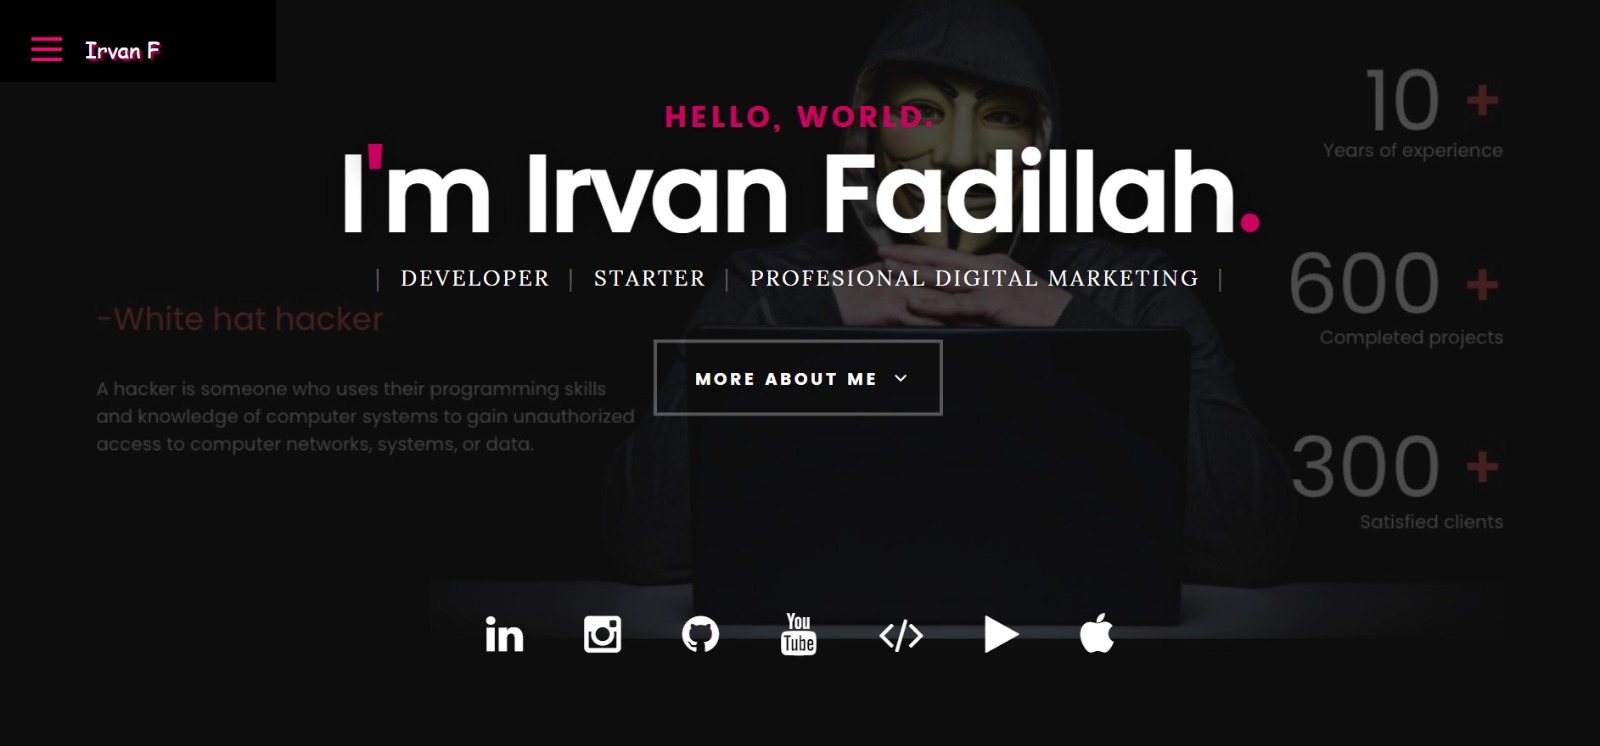 Irvan F
HELLO, WORLD.
I'm Irvan Fadillah.
| DEVELOPER | STARTER | PROFESIONAL DIGITAL MARKETING |
-White hat hacker
A hacker is someone who uses their programming skills
and knowledge of computer systems to gain unauthorized
access to computer networks, systems, or data.
MORE ABOUT ME
10 +
Years of experience
600 +
Completed projects
300 +
Satisfied clients
in
You
Tube